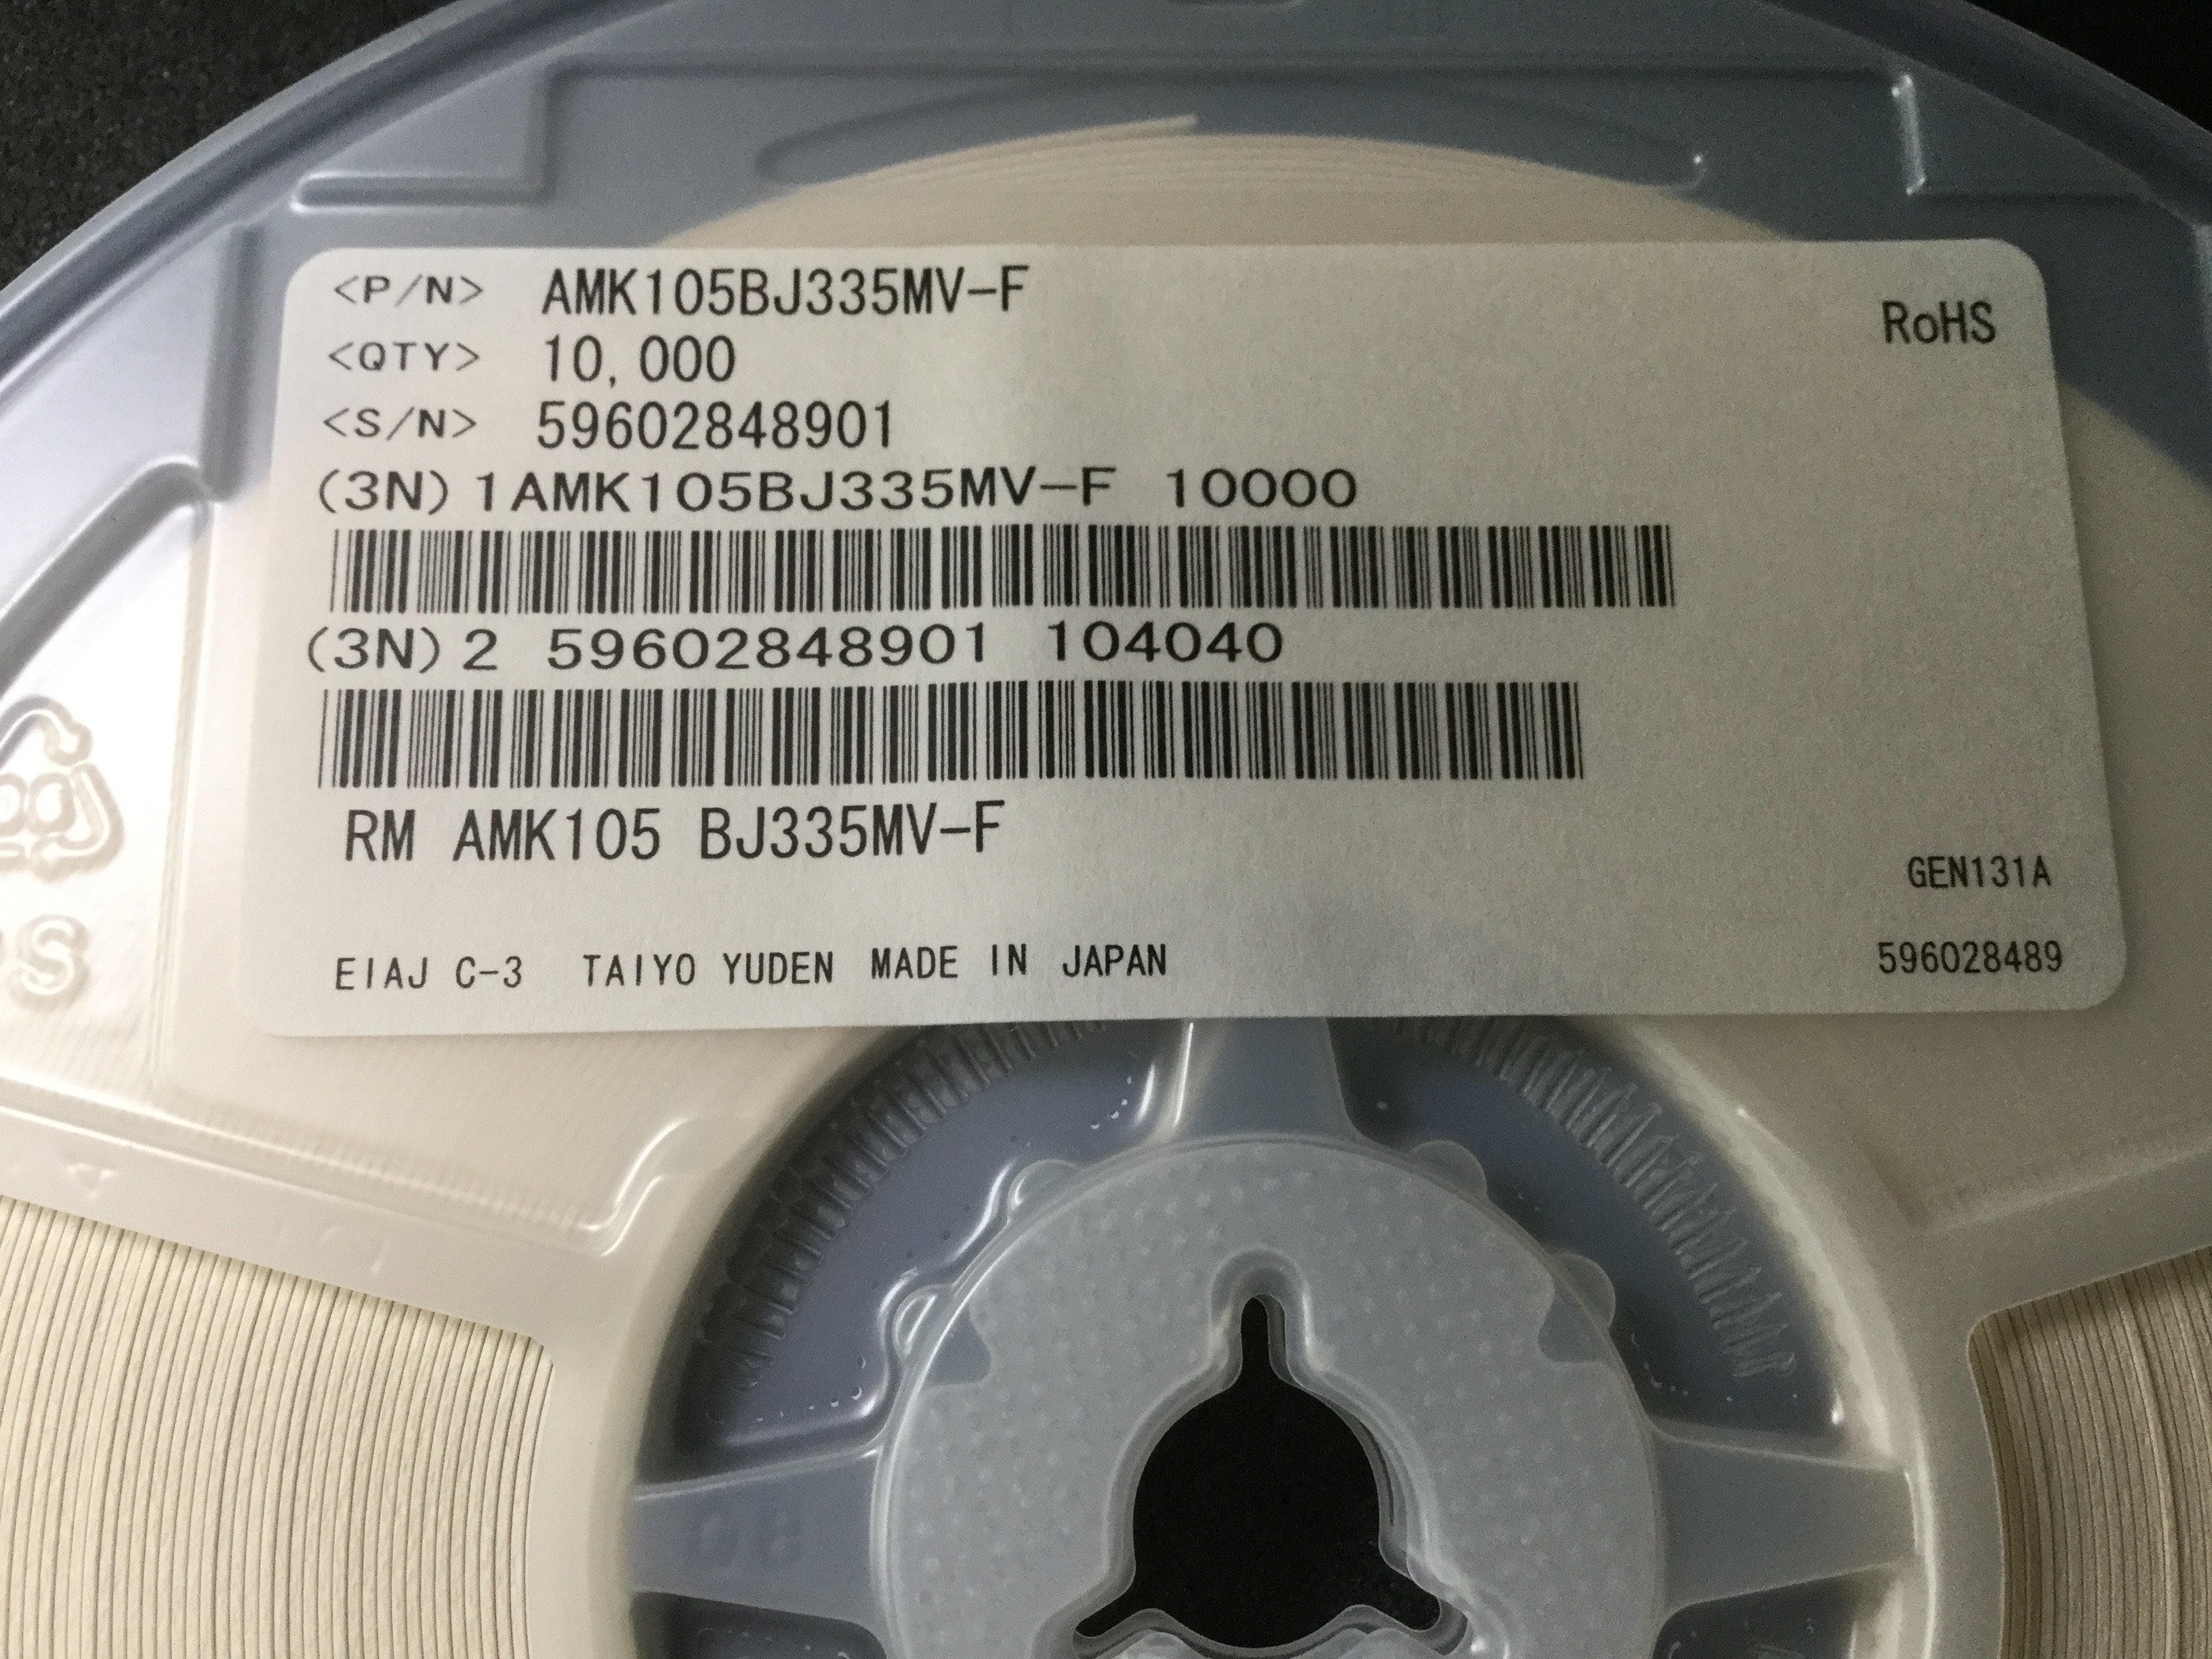 <P/N> AMK105BJ335MV-F
RoHS
<QTY> 10,000
<S/N> 59602848901
(3N)1AMK105BJ335MV-F 10000
(3N)2 59602848901 104040
RM AMK105 BJ335MV-F
GEN131A
EIAJ C-3 TAIYO YUDEN MADE IN JAPAN
596028489